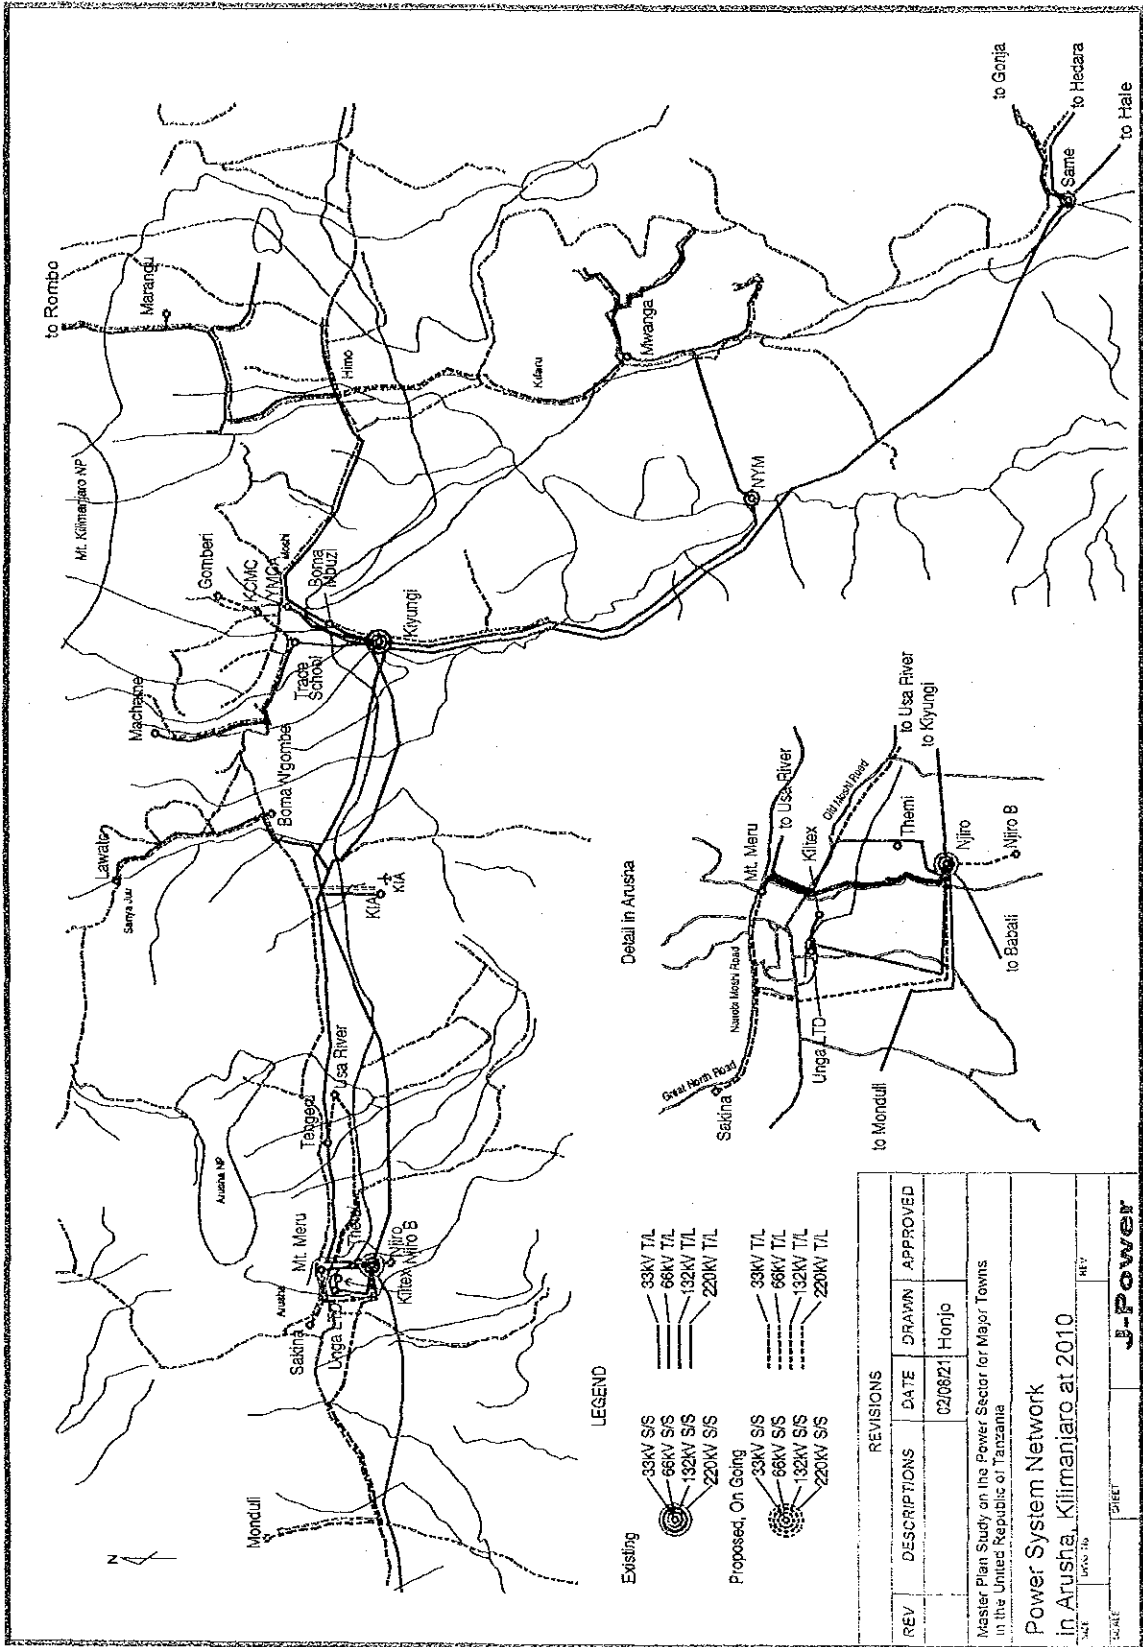 to Rombo
Marangu
Mt. Kilimanjaro NP
Himo
Gomberi
KCMC
YMCA
Moshi
Boma
Mbuzi
Kiyungi
Trade
School
Machame
Boma N'gombe
Lawate
Sanya Juu
KIA
KIA
Kifaru
Mwanga
NYM
to Gonja
to Hedara
Same
to Hale
Usa River
Tengeru
Arusha NP
Mt. Meru
Themi
Arusha
Sakina
Unga LTD
Kiltex
Njiro
Njiro B
Monduli
N
Detail in Arusha
Great North Road
Sakina
Nairobi Moshi Road
Mt. Meru
to Usa River
Kiltex
Old Moshi Road
to Usa River
to Kiyungi
Themi
Njiro
Njiro B
to Babati
Unga LTD
to Monduli
LEGEND
Existing
33kV S/S
66kV S/S
132kV S/S
220kV S/S
33kV T/L
66kV T/L
132kV T/L
220kV T/L
Proposed, On Going
33kV S/S
66kV S/S
132kV S/S
220kV S/S
33kV T/L
66kV T/L
132kV T/L
220kV T/L
REVISIONS
REV DESCRIPTIONS DATE DRAWN APPROVED
02/08/21 Honjo
Master Plan Study on the Power Sector for Major Towns
in the United Republic of Tanzania
Power System Network
in Arusha, Kilimanjaro at 2010
REV
SCALE SHEET
J-Power